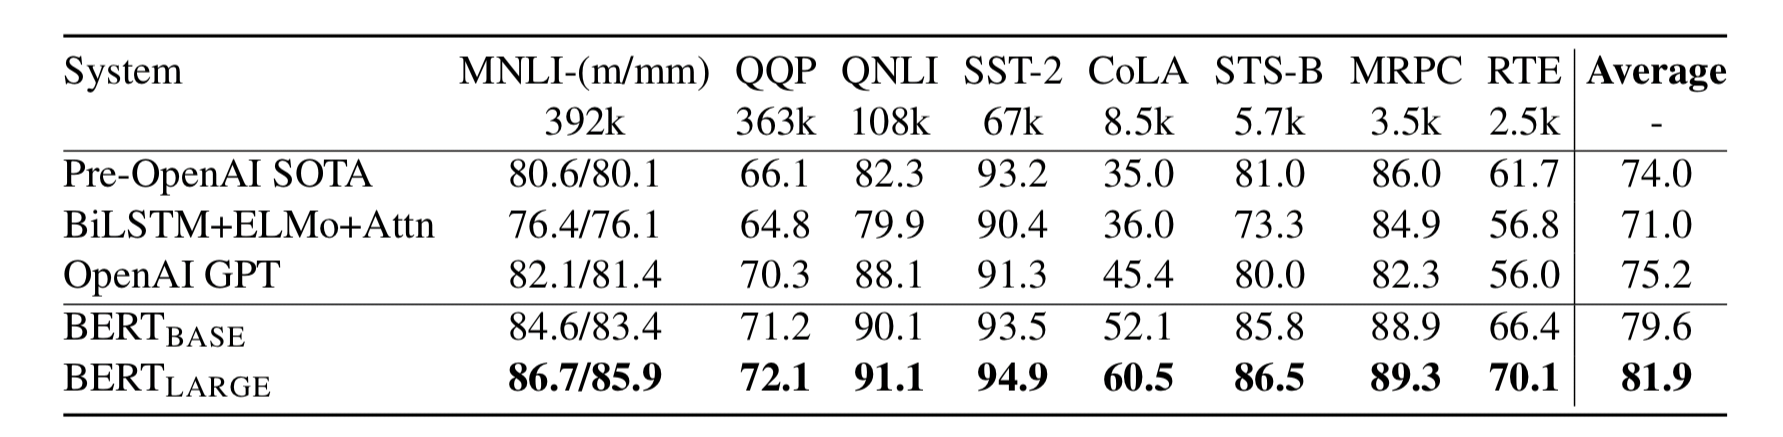 System MNLI-(m/mm) QQP QNLI SST-2 CoLA STS-B MRPC RTE Average
392k 363k 108k 67k 8.5k 5.7k 3.5k 2.5k -
Pre-OpenAI SOTA 80.6/80.1 66.1 82.3 93.2 35.0 81.0 86.0 61.7 74.0
BiLSTM+ELMo+Attn 76.4/76.1 64.8 79.9 90.4 36.0 73.3 84.9 56.8 71.0
OpenAI GPT 82.1/81.4 70.3 88.1 91.3 45.4 80.0 82.3 56.0 75.2
BERTBASE 84.6/83.4 71.2 90.1 93.5 52.1 85.8 88.9 66.4 79.6
BERTLARGE 86.7/85.9 72.1 91.1 94.9 60.5 86.5 89.3 70.1 81.9